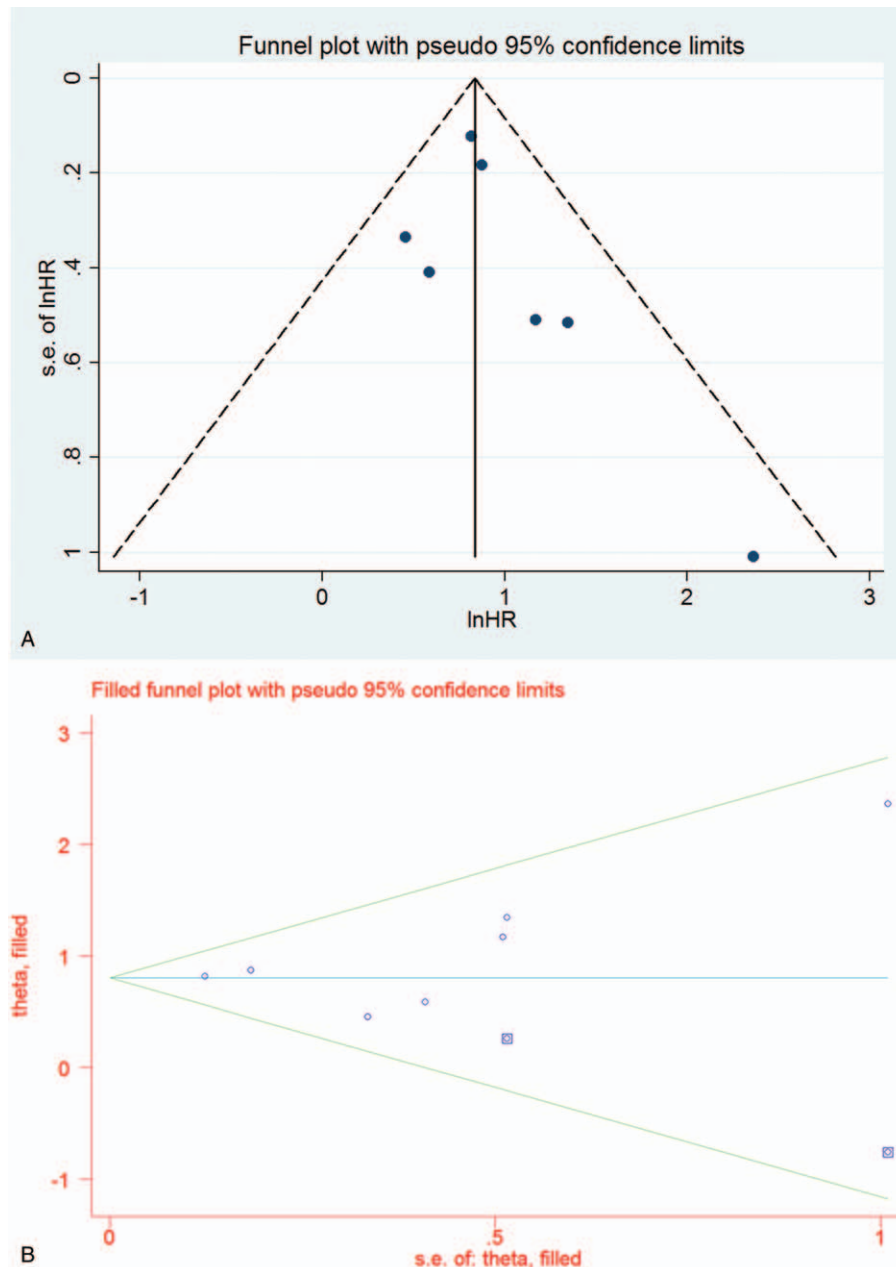 Funnel plot with pseudo 95% confidence limits
0
.2
.4
.6
.8
1
s.e. of lnHR
-1 0 1 2 3
lnHR
A
Filled funnel plot with pseudo 95% confidence limits
3
2
1
0
-1
theta, filled
0 .5 1
s.e. of: theta, filled
B